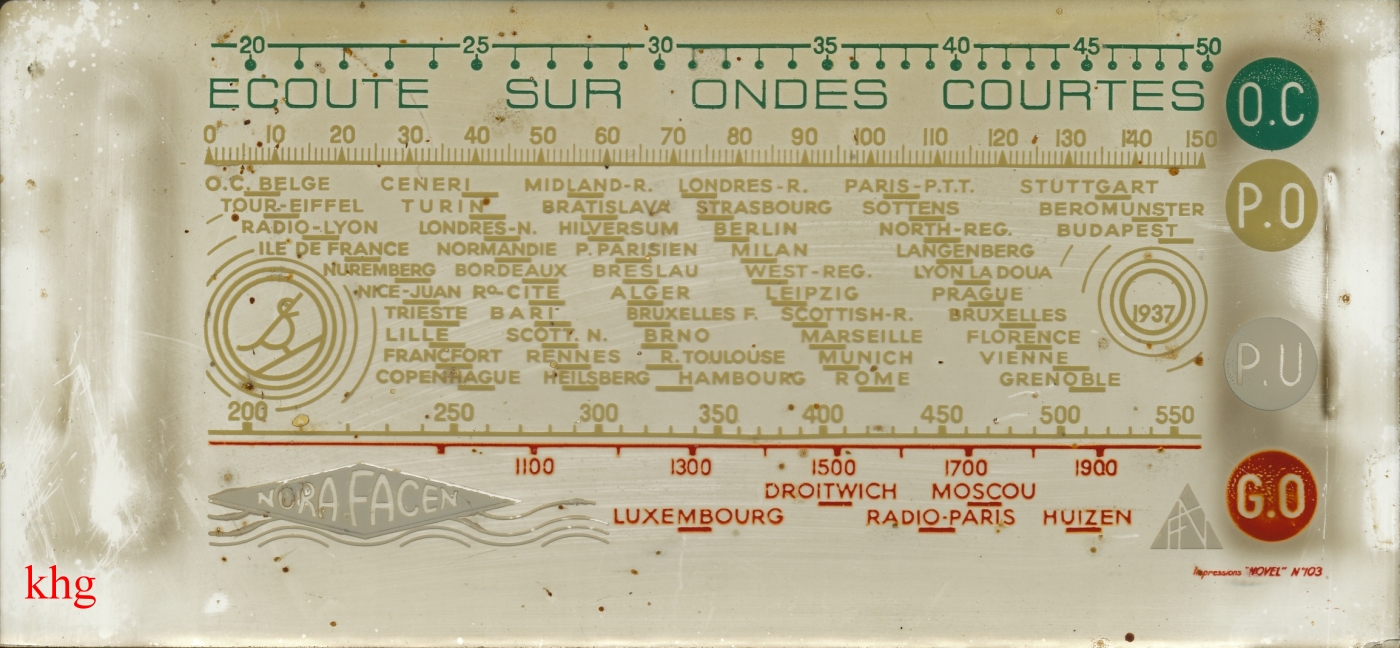 20 25 30 35 40 45 50
ECOUTE SUR ONDES COURTES
O.C
0 10 20 30 40 50 60 70 80 90 100 110 120 130 140 150
O.C. BELGE CENERI MIDLAND-R. LONDRES-R. PARIS-P.T.T. STUTTGART
P.O
TOUR-EIFFEL TURIN BRATISLAVA STRASBOURG SOTTENS BEROMUNSTER
RADIO-LYON LONDRES-N. HILVERSUM BERLIN NORTH-REG. BUDAPEST
ILE DE FRANCE NORMANDIE P.PARISIEN MILAN LANGENBERG
NUREMBERG BORDEAUX BRESLAU WEST-REG. LYON LA DOUA
NICE-JUAN Rº-CITE ALGER LEIPZIG PRAGUE
TRIESTE BARI BRUXELLES F. SCOTTISH-R. BRUXELLES
1937
LILLE SCOTT. N. BRNO MARSEILLE FLORENCE
FRANCFORT RENNES R.TOULOUSE MUNICH VIENNE
P.U
COPENHAGUE HEILSBERG HAMBOURG ROME GRENOBLE
200 250 300 350 400 450 500 550
1100 1300 1500 1700 1900
DROITWICH MOSCOU
NORA FACEN
G.O
LUXEMBOURG RADIO-PARIS HUIZEN
Impressions "NOVEL" N°103
khg